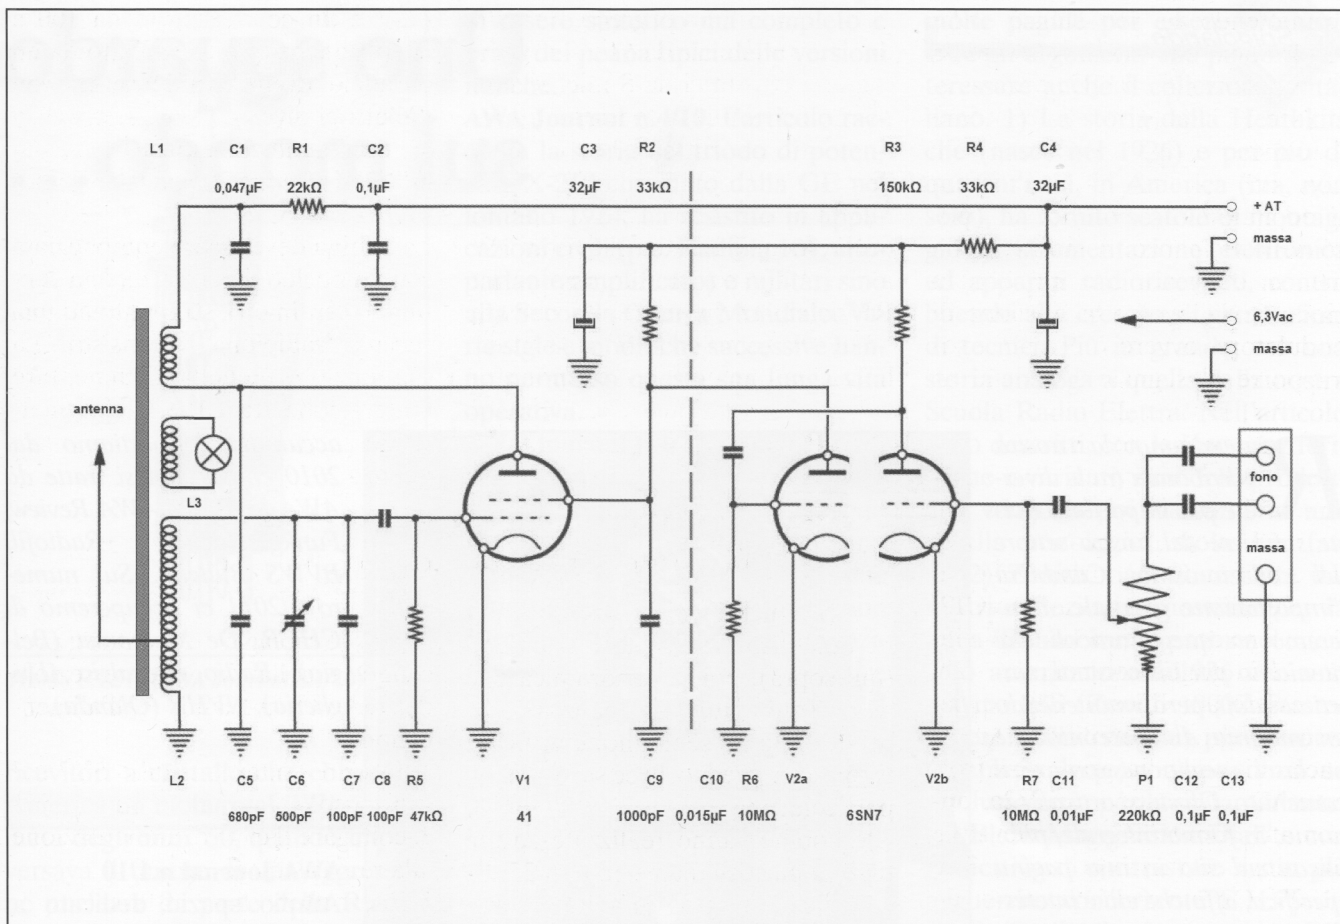 L1 C1 R1 C2 C3 R2 R3 R4 C4
0,047µF 22kΩ 0,1µF 32µF 33kΩ 150kΩ 33kΩ 32µF
+ AT
massa
6,3Vac
massa
antenna
L3
fono
massa
L2 C5 C6 C7 C8 R5 V1 C9 C10 R6 V2a V2b R7 C11 P1 C12 C13
680pF 500pF 100pF 100pF 47kΩ 41 1000pF 0,015µF 10MΩ 6SN7 10MΩ 0,01µF 220kΩ 0,1µF 0,1µF